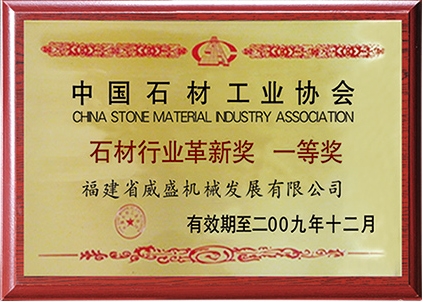 中国石材工业协会
CHINA STONE MATERIAL INDUSTRY ASSOCIATION
石材行业革新奖 一等奖
福建省威盛机械发展有限公司
有效期至二00九年十二月